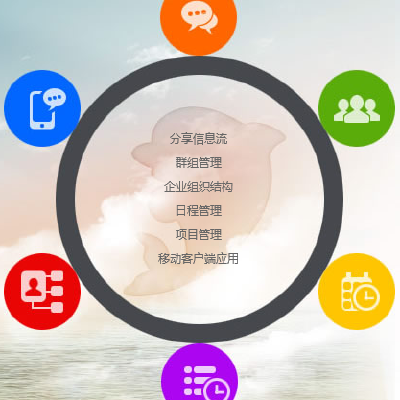 分享信息流
群组管理
企业组织结构
日程管理
项目管理
移动客户端应用